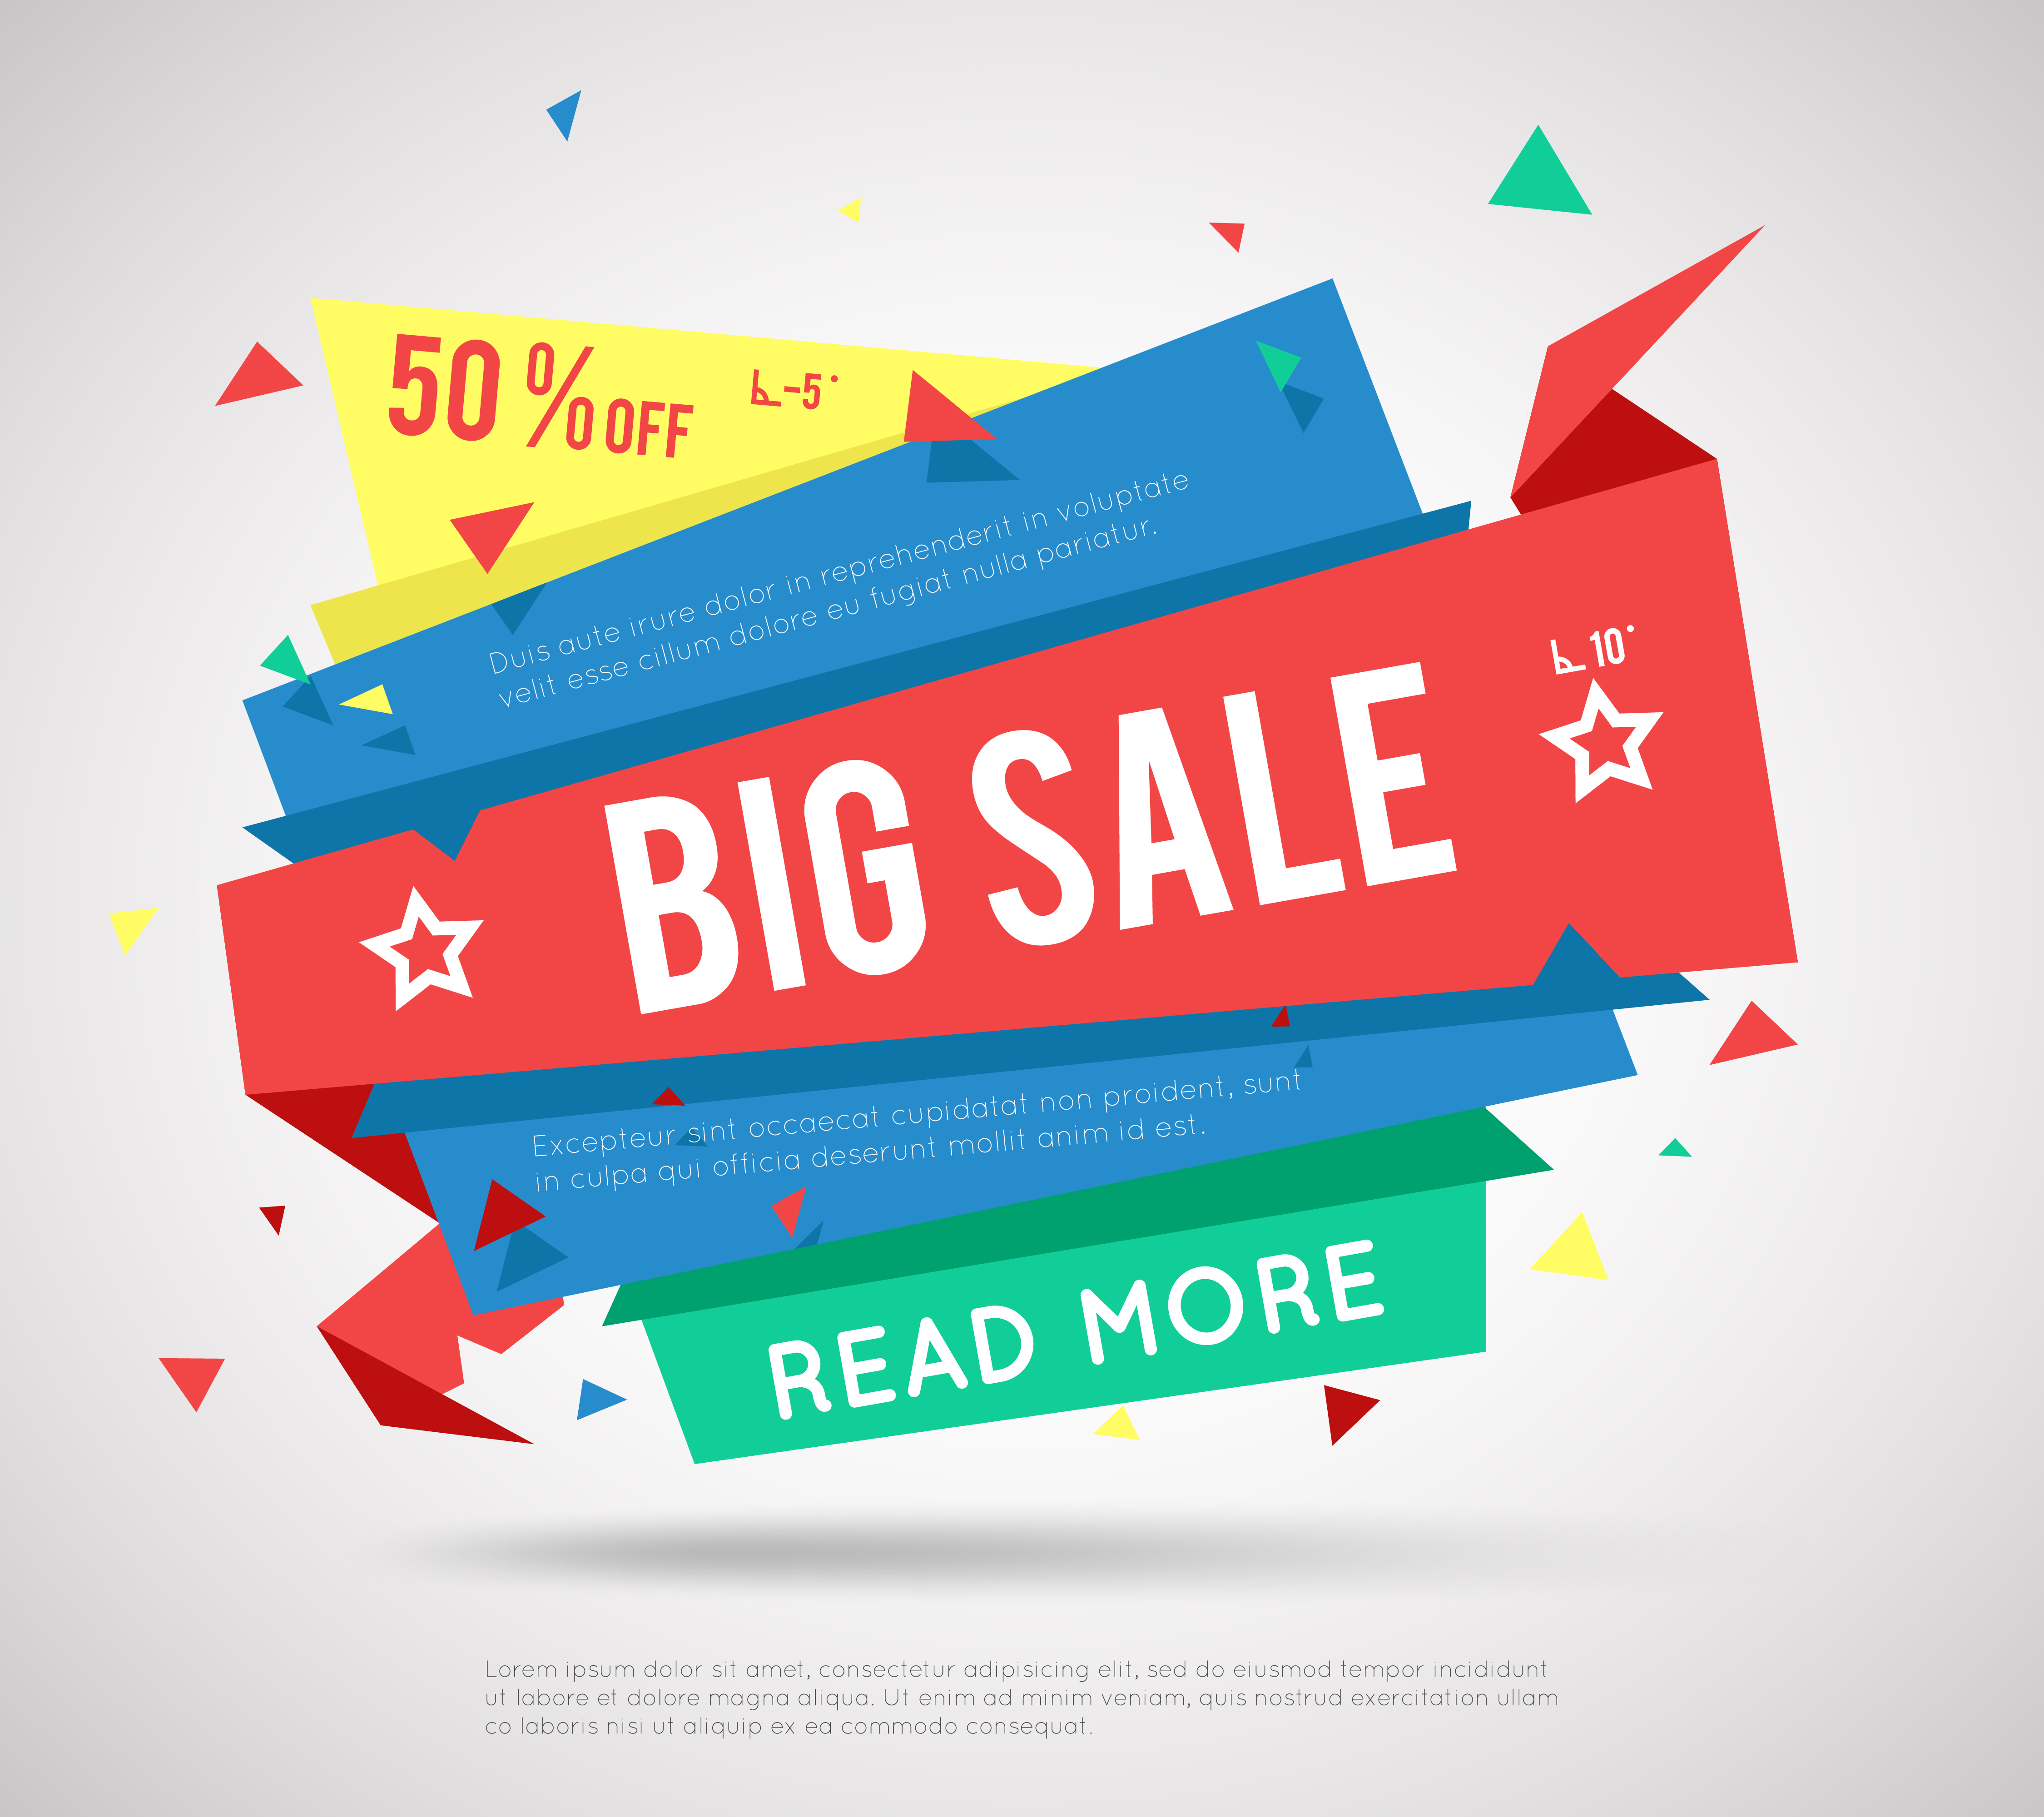 50% OFF
-5°
Duis aute irure dolor in reprehenderit in voluptate
velit esse cillum dolore eu fugiat nulla pariatur.
10°
BIG SALE
Excepteur sint occaecat cupidatat non proident, sunt
in culpa qui officia deserunt mollit anim id est.
READ MORE
Lorem ipsum dolor sit amet, consectetur adipisicing elit, sed do eiusmod tempor incididunt
ut labore et dolore magna aliqua. Ut enim ad minim veniam, quis nostrud exercitation ullam
co laboris nisi ut aliquip ex ea commodo consequat.